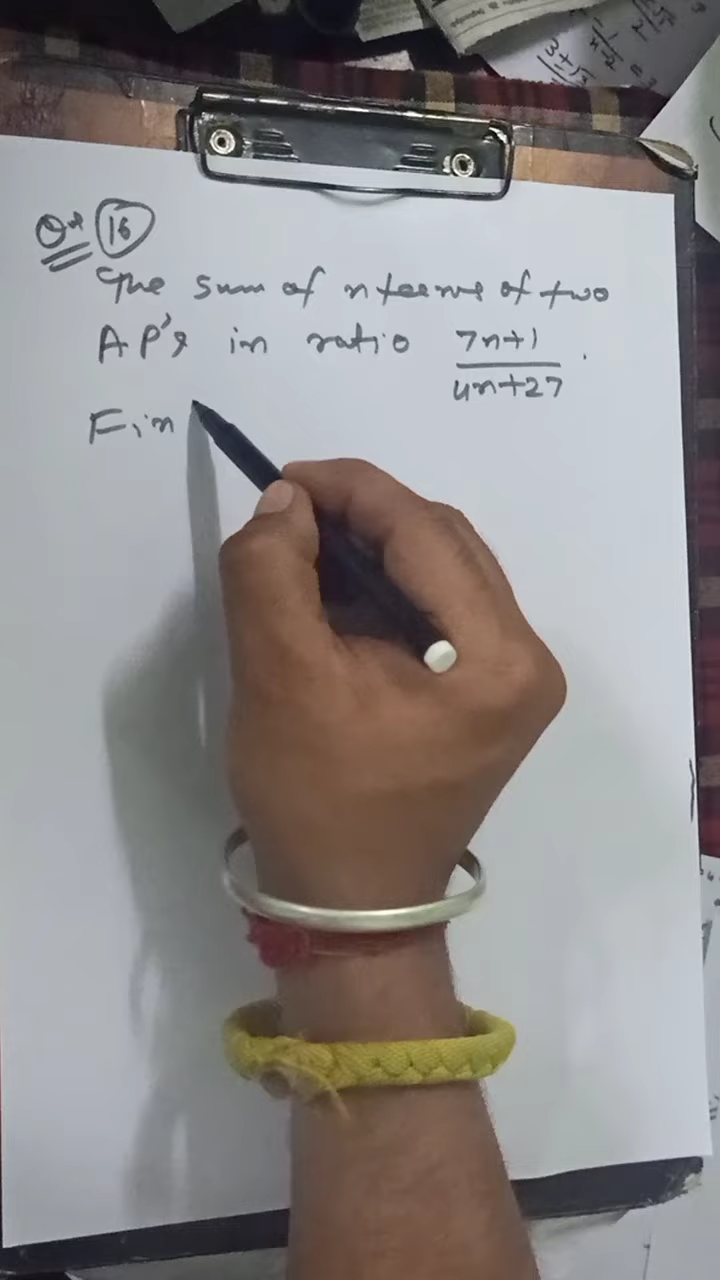 Q* 16
The sum of n terms of two
AP's in ratio 7n+1/4n+27.
Fin